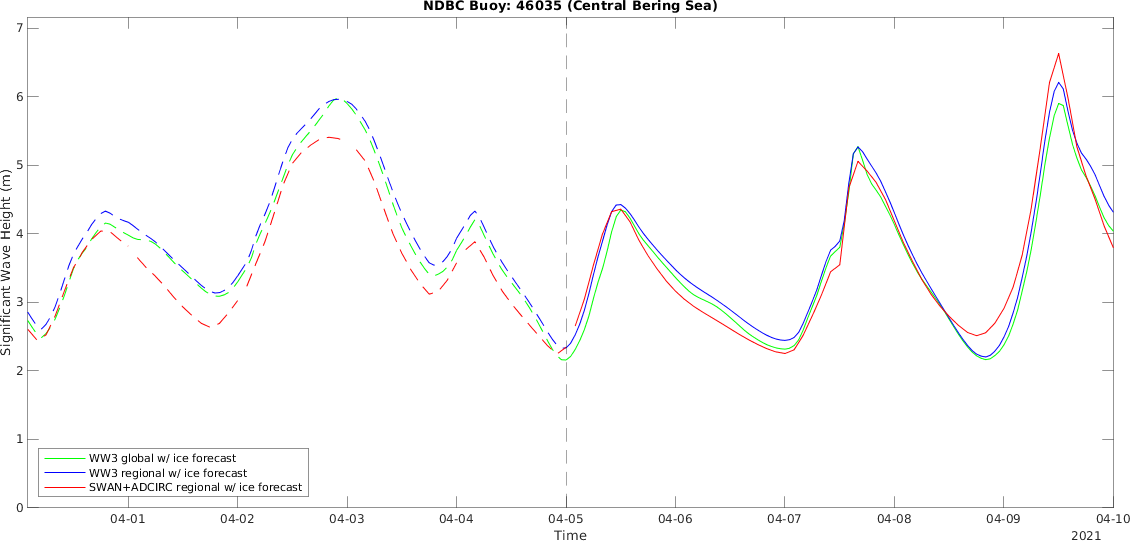 NDBC Buoy: 46035 (Central Bering Sea)
7
6
5
4
3
2
1
0
Significant Wave Height (m)
WW3 global w/ ice forecast
WW3 regional w/ ice forecast
SWAN+ADCIRC regional w/ ice forecast
04-01 04-02 04-03 04-04 04-05 04-06 04-07 04-08 04-09 04-10
Time
2021